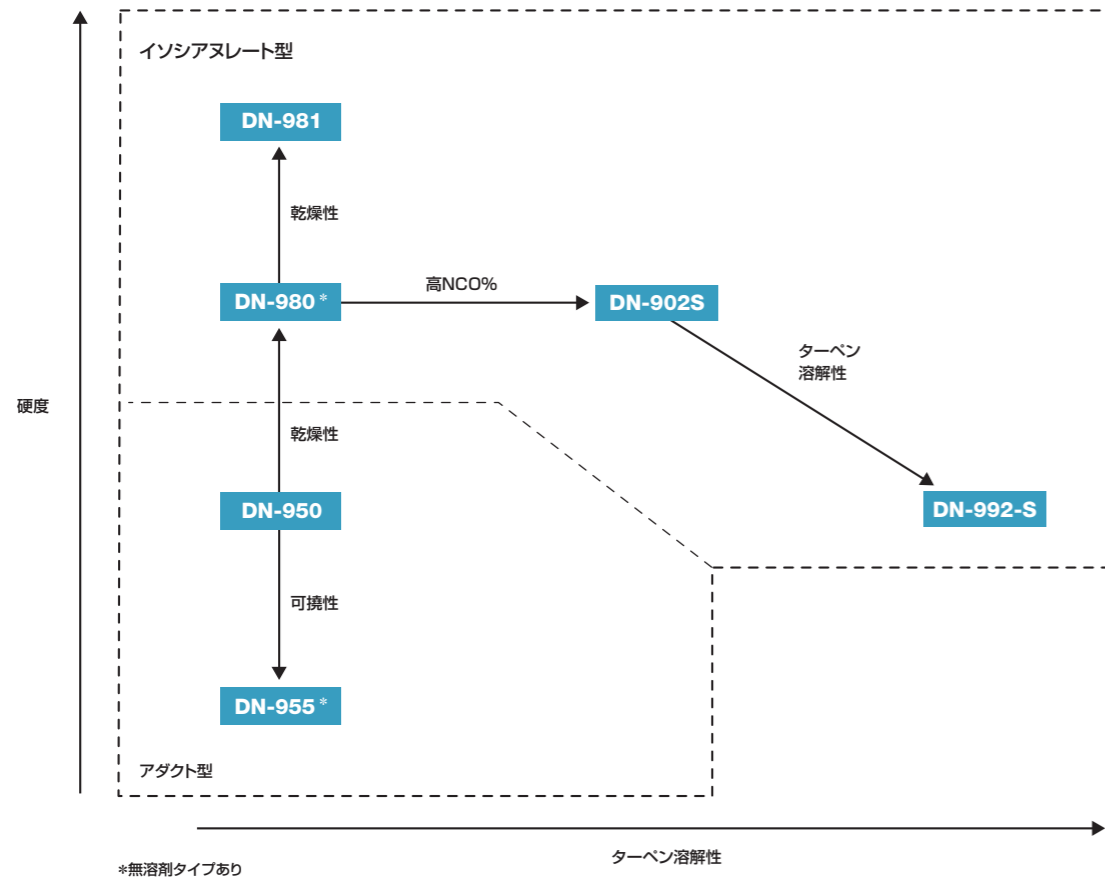 イソシアヌレート型
DN-981
乾燥性
DN-980*
高NCO%
DN-902S
ターペン
溶解性
硬度
乾燥性
DN-950
DN-992-S
可撓性
DN-955*
アダクト型
ターペン溶解性
*無溶剤タイプあり